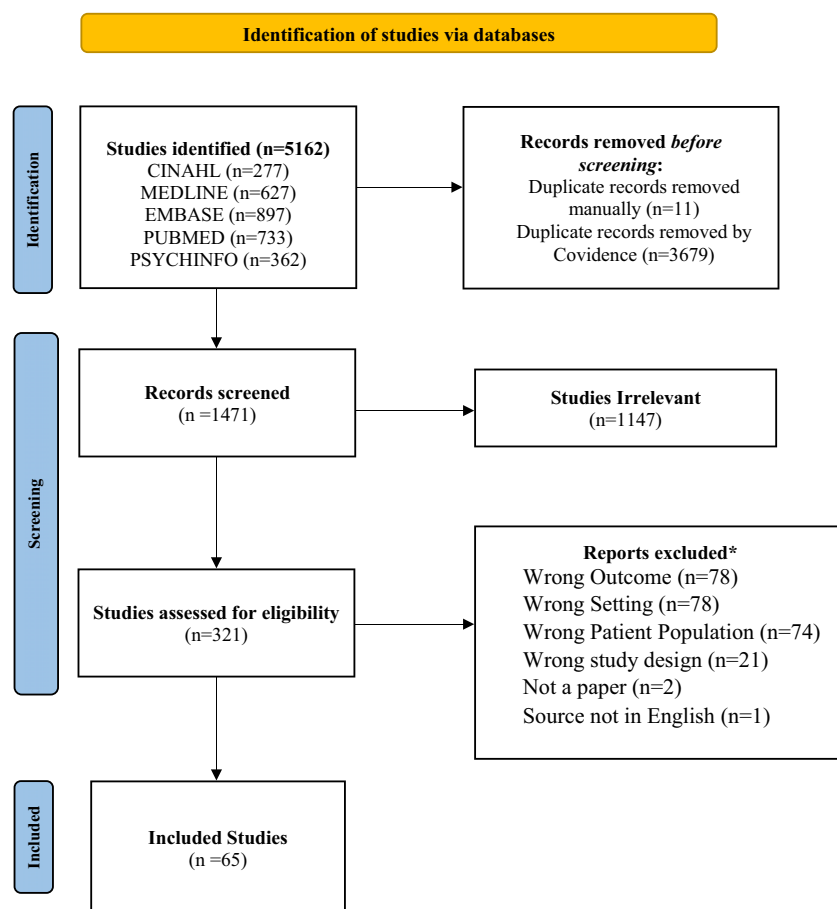 Identification of studies via databases
Identification
Studies identified (n=5162)
CINAHL (n=277)
MEDLINE (n=627)
EMBASE (n=897)
PUBMED (n=733)
PSYCHINFO (n=362)
Records removed before
screening:
Duplicate records removed
manually (n=11)
Duplicate records removed by
Covidence (n=3679)
Screening
Records screened
(n =1471)
Studies Irrelevant
(n=1147)
Studies assessed for eligibility
(n=321)
Reports excluded*
Wrong Outcome (n=78)
Wrong Setting (n=78)
Wrong Patient Population (n=74)
Wrong study design (n=21)
Not a paper (n=2)
Source not in English (n=1)
Included
Included Studies
(n =65)